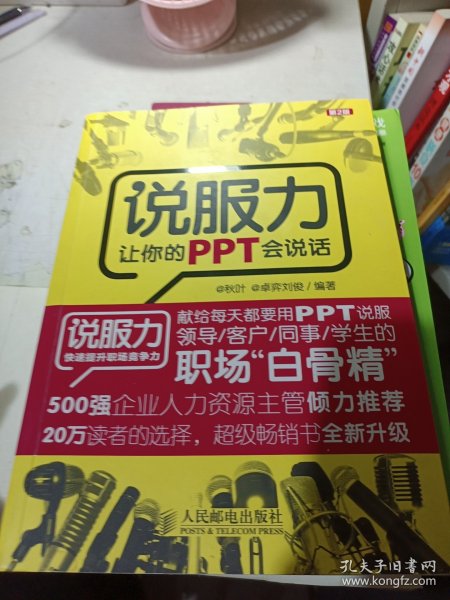 第2版
说服力
让你的PPT会说话
@秋叶 @卓弈刘俊/编著
说服力
快速提升职场竞争力
献给每天都要用PPT说服
领导/客户/同事/学生的
职场“白骨精”
500强企业人力资源主管倾力推荐
20万读者的选择，超级畅销书全新升级
人民邮电出版社
POSTS & TELECOM PRESS
孔夫子旧书网
www.kongfz.com